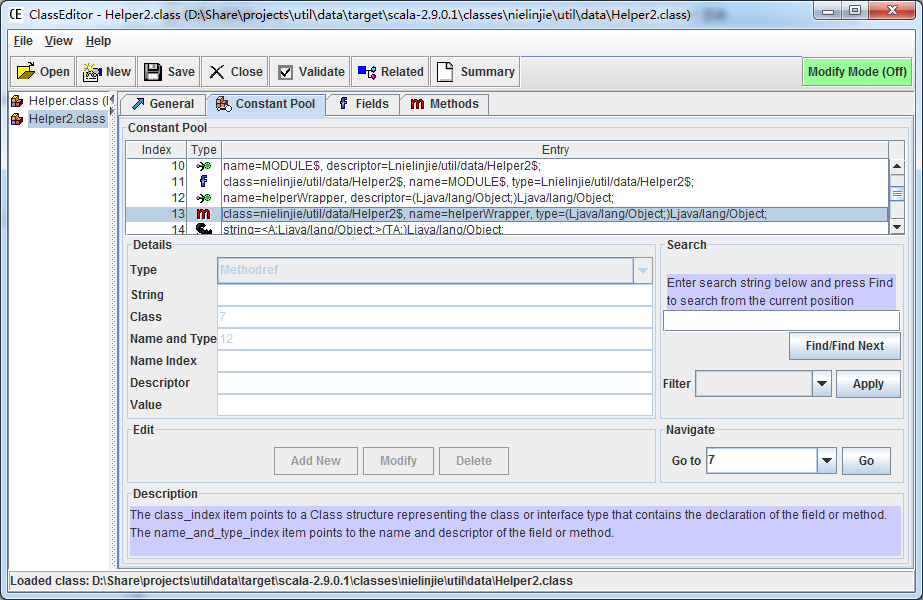 CE ClassEditor - Helper2.class (D:\Share\projects\util\data\target\scala-2.9.0.1\classes\nielinjie\util\data\Helper2.class)
File View Help
Open New Save Close Validate Related Summary Modify Mode (Off)
Helper.class (
Helper2.class
General Constant Pool f Fields m Methods
Constant Pool
Index Type Entry
10 name=MODULE$, descriptor=Lnielinjie/util/data/Helper2$;
11 f class=nielinjie/util/data/Helper2$, name=MODULE$, type=Lnielinjie/util/data/Helper2$;
12 name=helperWrapper, descriptor=(Ljava/lang/Object;)Ljava/lang/Object;
13 m class=nielinjie/util/data/Helper2$, name=helperWrapper, type=(Ljava/lang/Object;)Ljava/lang/Object;
14 string=<A:Ljava/lang/Object;>(TA;)Ljava/lang/Object;
Details
Type Methodref
String
Class 7
Name and Type 12
Name Index
Descriptor
Value
Search
Enter search string below and press Find
to search from the current position
Find/Find Next
Filter Apply
Edit
Add New Modify Delete
Navigate
Go to 7 Go
Description
The class_index item points to a Class structure representing the class or interface type that contains the declaration of the field or method.
The name_and_type_index item points to the name and descriptor of the field or method.
Loaded class: D:\Share\projects\util\data\target\scala-2.9.0.1\classes\nielinjie\util\data\Helper2.class